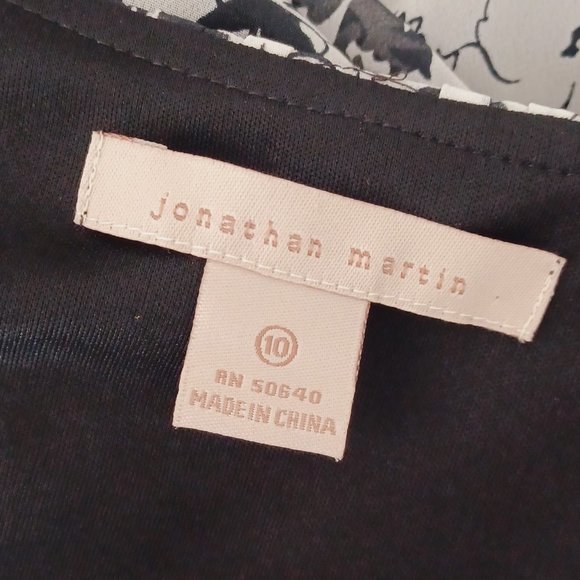 jonathan martin
10
RN 50640
MADE IN CHINA